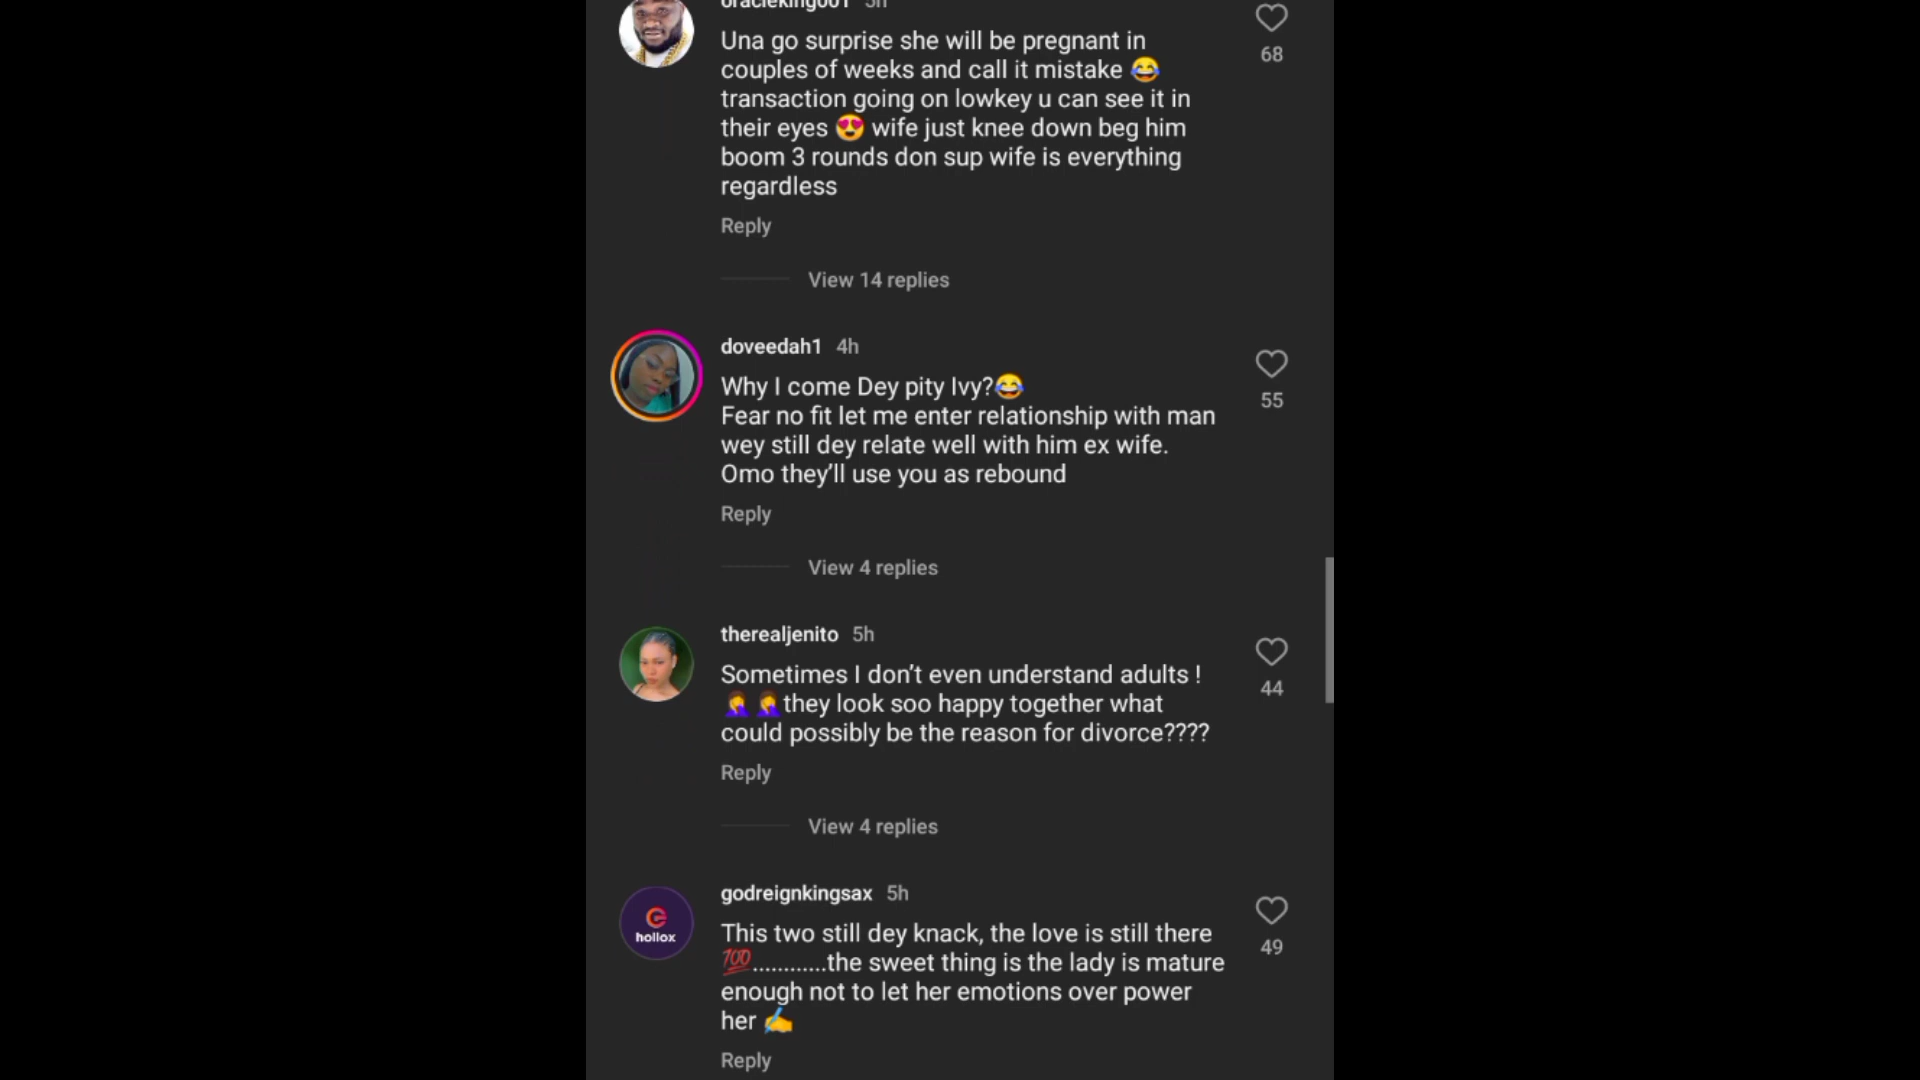 oracleking001 5h
Una go surprise she will be pregnant in
couples of weeks and call it mistake 😂
transaction going on lowkey u can see it in
their eyes 😍 wife just knee down beg him
boom 3 rounds don sup wife is everything
regardless
68
Reply
View 14 replies
doveedah1 4h
Why I come Dey pity Ivy?😂
Fear no fit let me enter relationship with man
wey still dey relate well with him ex wife.
Omo they’ll use you as rebound
55
Reply
View 4 replies
therealjenito 5h
Sometimes I don’t even understand adults !
🤦‍♀️🤦‍♀️they look soo happy together what
could possibly be the reason for divorce????
44
Reply
View 4 replies
hollox
godreignkingsax 5h
This two still dey knack, the love is still there
💯............the sweet thing is the lady is mature
enough not to let her emotions over power
her ✍️
49
Reply